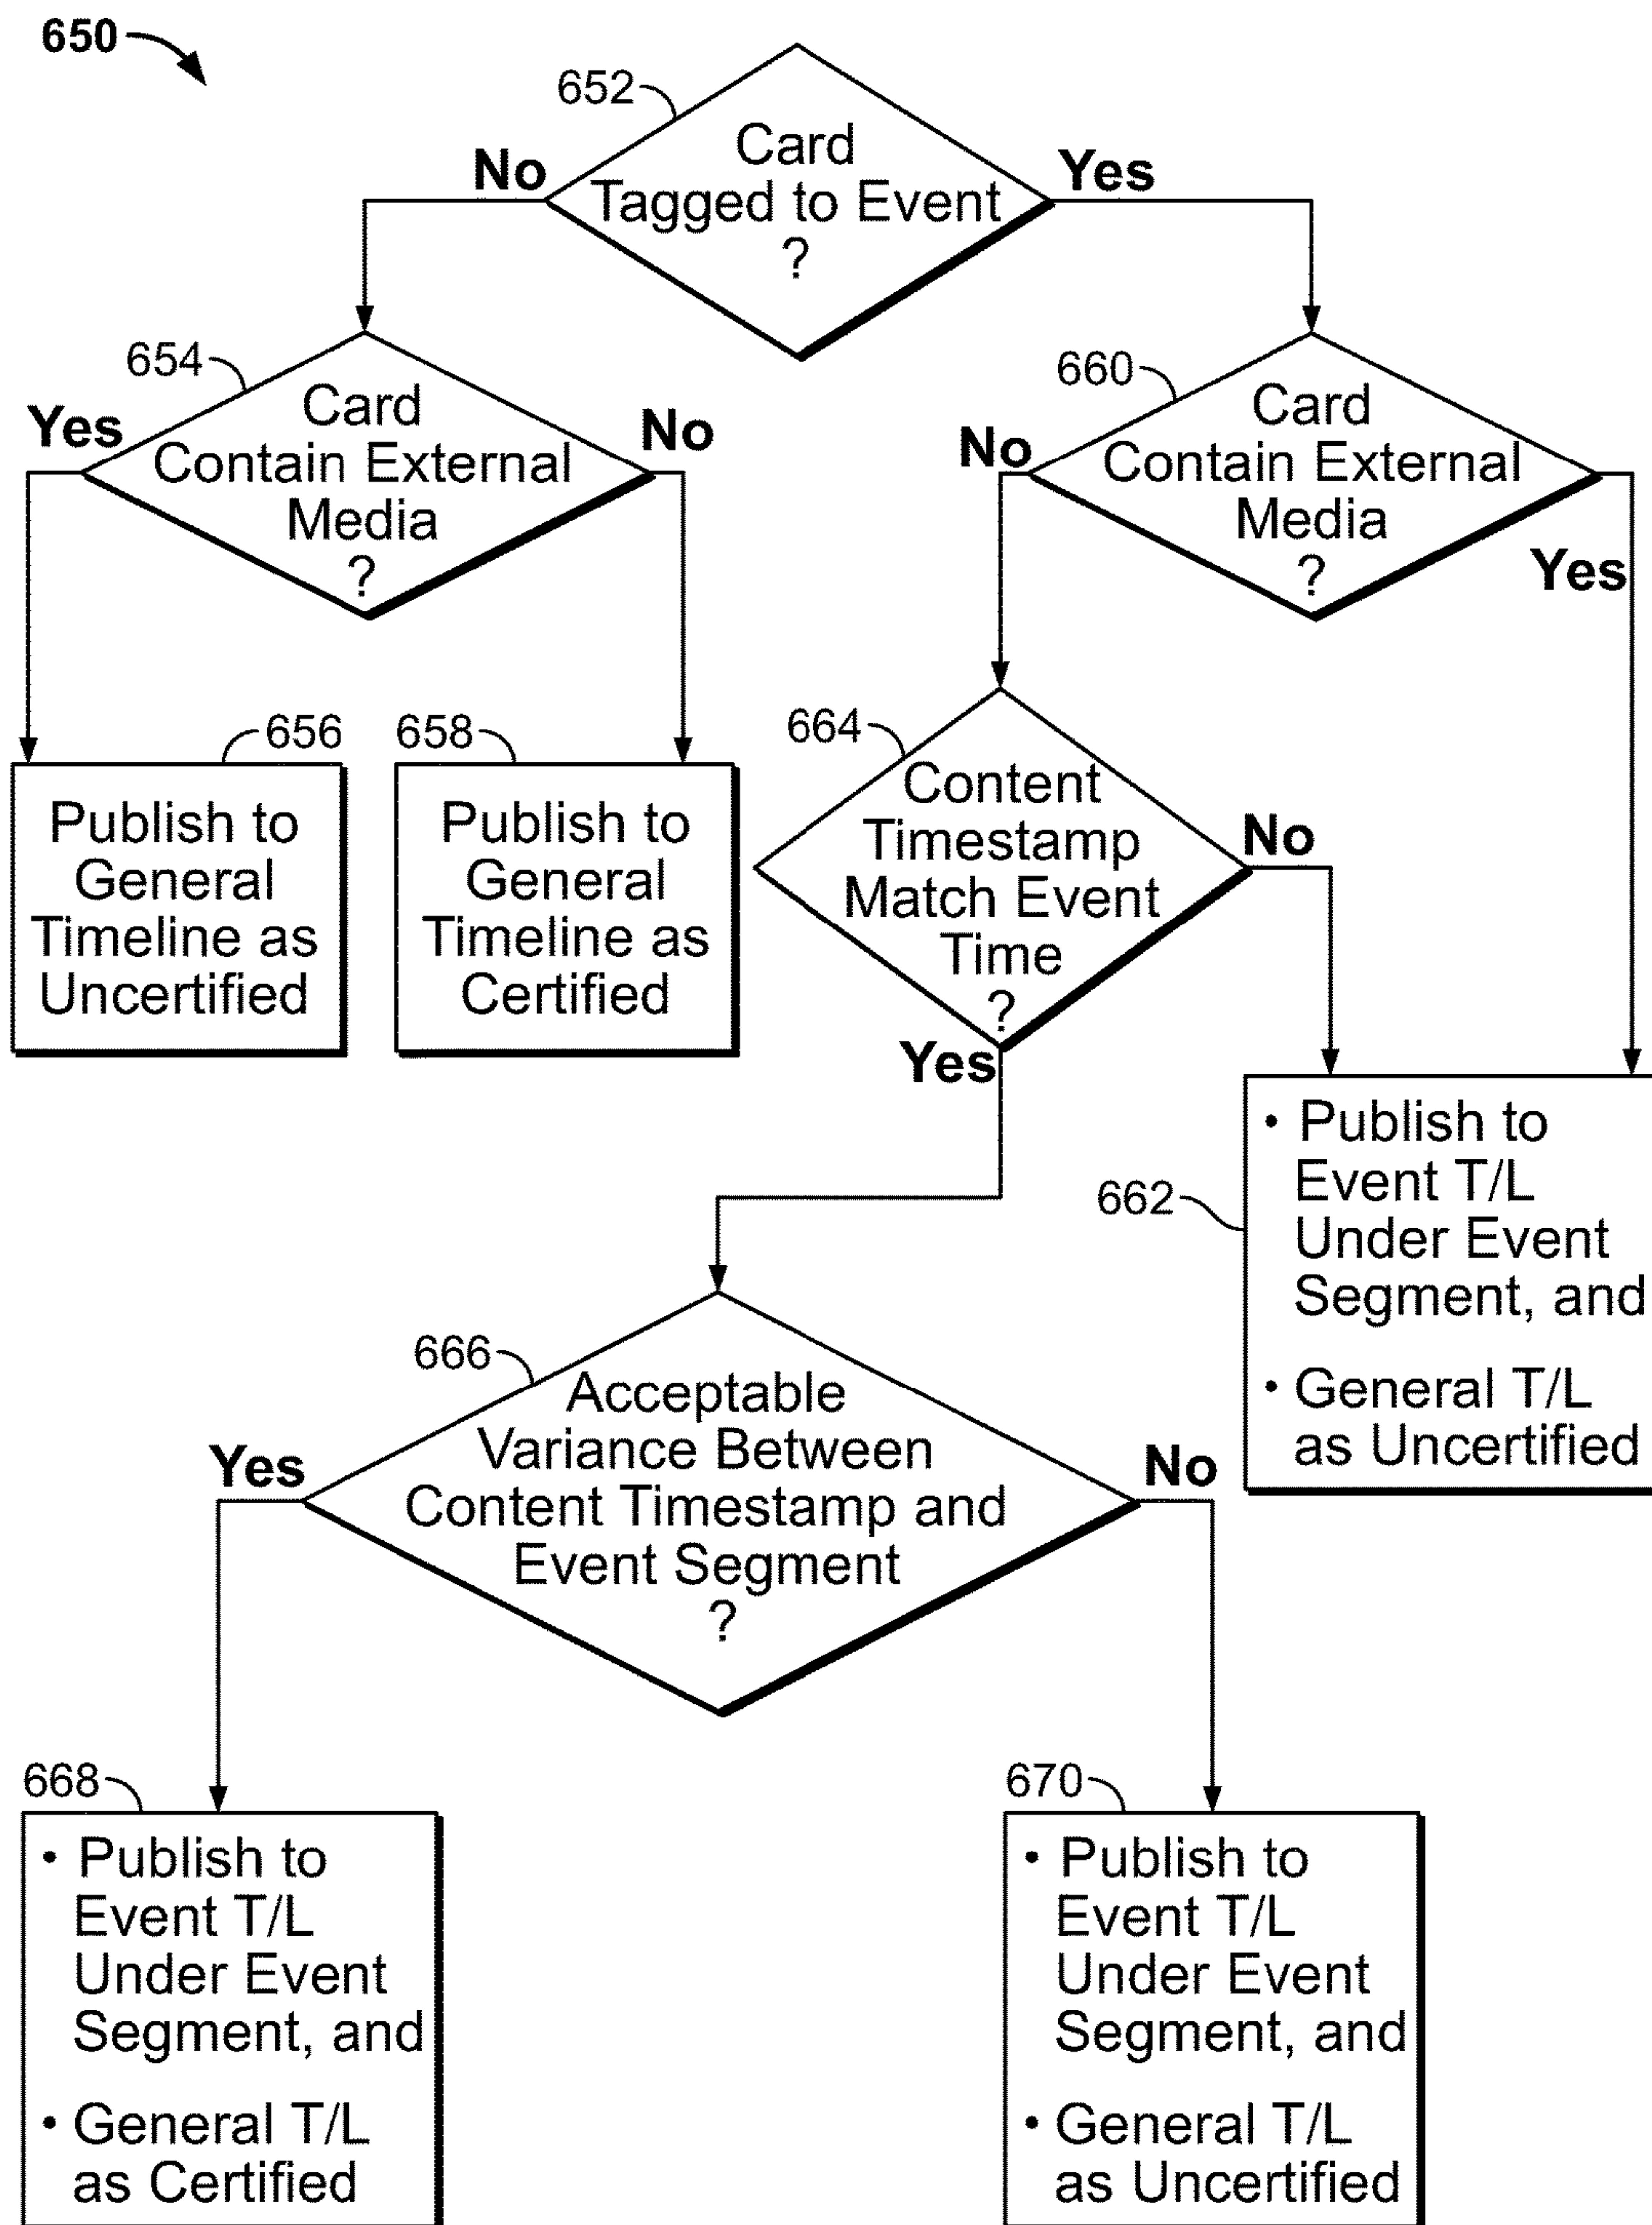 650
652
Card
Tagged to Event
?
No
Yes
654
Card
Contain External
Media
?
Yes
No
660
Card
Contain External
Media
?
No
Yes
656
Publish to
General
Timeline as
Uncertified
658
Publish to
General
Timeline as
Certified
664
Content
Timestamp
Match Event
Time
?
No
Yes
662
• Publish to
Event T/L
Under Event
Segment, and
• General T/L
as Uncertified
666
Acceptable
Variance Between
Content Timestamp and
Event Segment
?
Yes
No
668
• Publish to
Event T/L
Under Event
Segment, and
• General T/L
as Certified
670
• Publish to
Event T/L
Under Event
Segment, and
• General T/L
as Uncertified